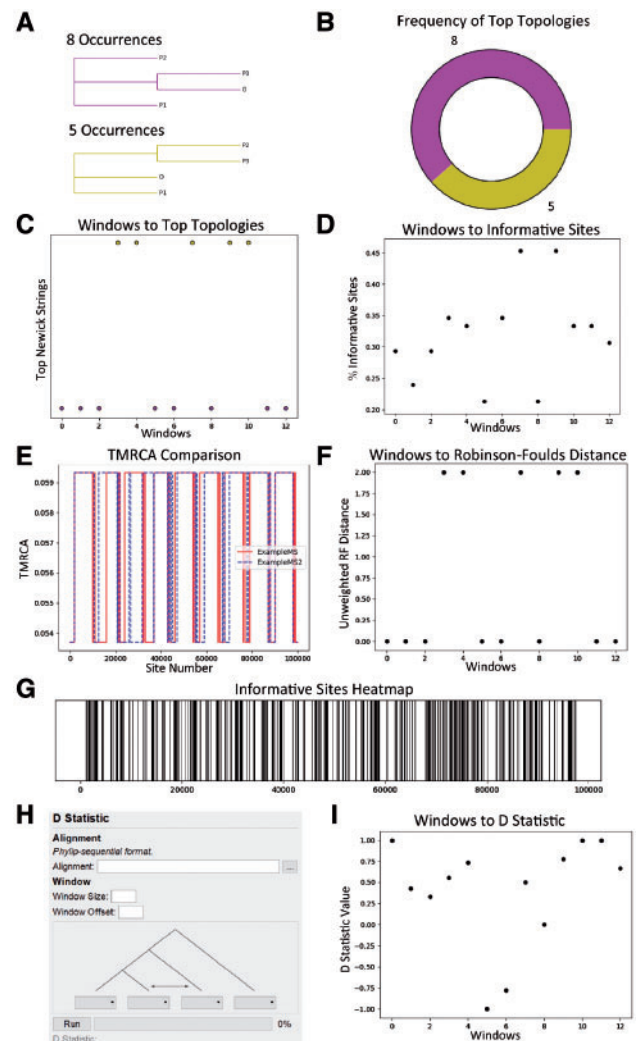 A
8 Occurrences
P2
P3
O
P1
5 Occurrences
P2
P3
O
P1
B
Frequency of Top Topologies
8
5
C
Windows to Top Topologies
Top Newick Strings
0 2 4 6 8 10 12
Windows
D
Windows to Informative Sites
% Informative Sites
0.45
0.40
0.35
0.30
0.25
0.20
0 2 4 6 8 10 12
Windows
E
TMRCA Comparison
TMRCA
0.059
0.058
0.057
0.056
0.055
0.054
ExampleMS
ExampleMS2
0 20000 40000 60000 80000 100000
Site Number
F
Windows to Robinson-Foulds Distance
Unweighted RF Distance
2.00
1.75
1.50
1.25
1.00
0.75
0.50
0.25
0.00
0 2 4 6 8 10 12
Windows
G
Informative Sites Heatmap
0 20000 40000 60000 80000 100000
H
D Statistic
Alignment
Phylip-sequential format.
Alignment: ...
Window
Window Size:
Window Offset:
Run 0%
D Statistic:
I
Windows to D Statistic
D Statistic Value
1.00
0.75
0.50
0.25
0.00
−0.25
−0.50
−0.75
−1.00
0 2 4 6 8 10 12
Windows